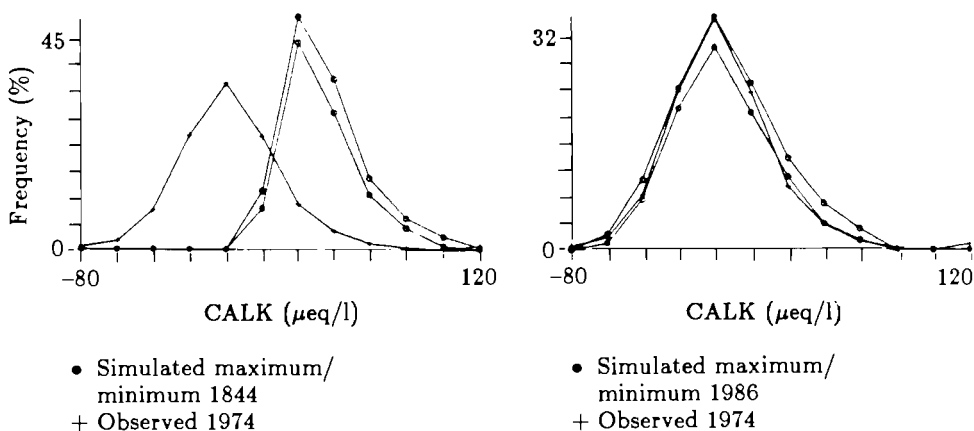 45
Frequency (%)
0
-80
120
CALK (μeq/l)
• Simulated maximum/
minimum 1844
+ Observed 1974
32
0
-80
120
CALK (μeq/l)
• Simulated maximum/
minimum 1986
+ Observed 1974